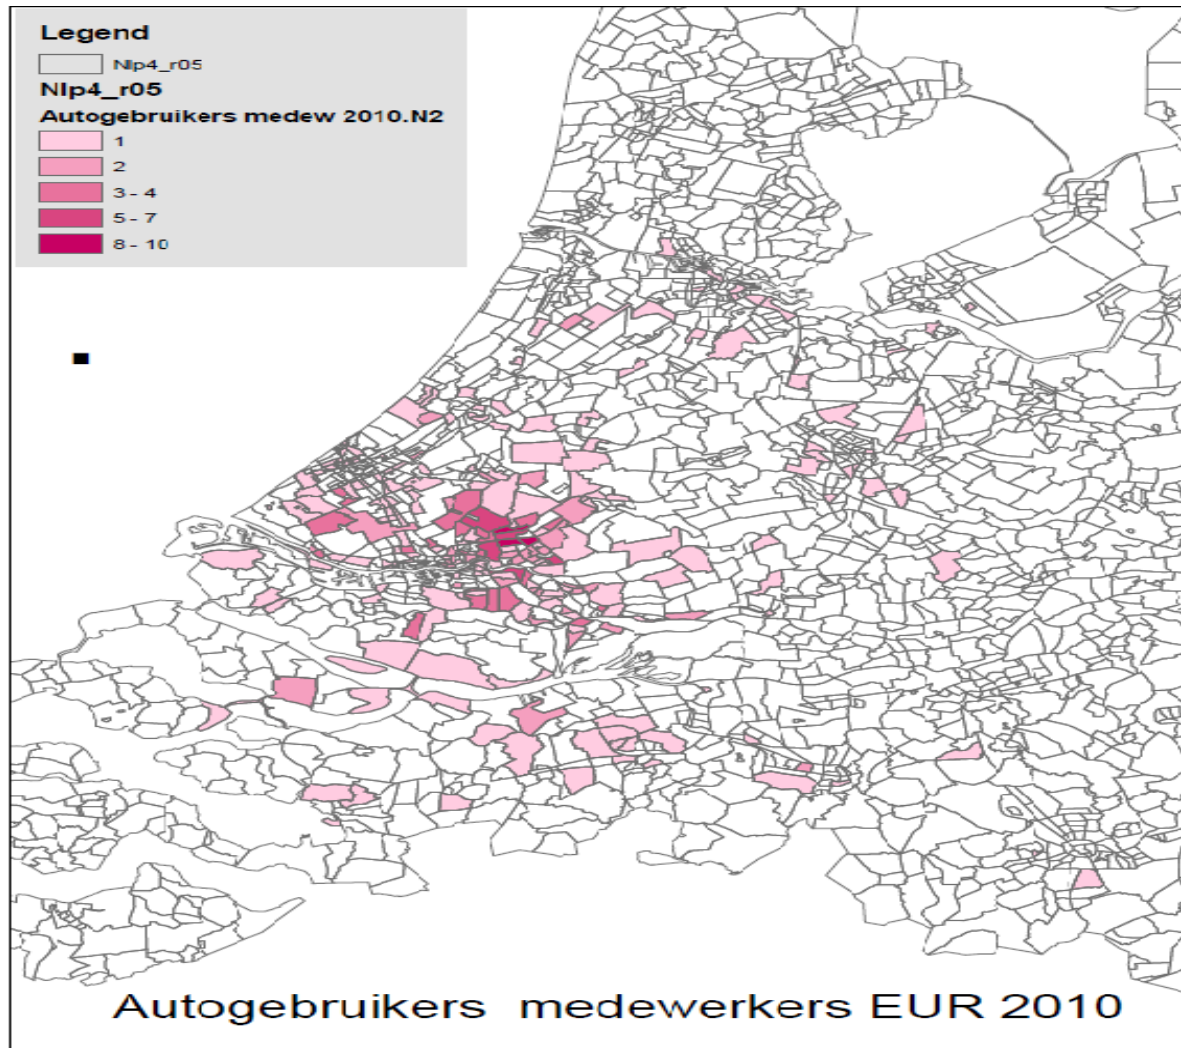 Legend
Nlp4_r05
Nlp4_r05
Autogebruikers medew 2010.N2
1
2
3 - 4
5 - 7
8 - 10
Autogebruikers medewerkers EUR 2010